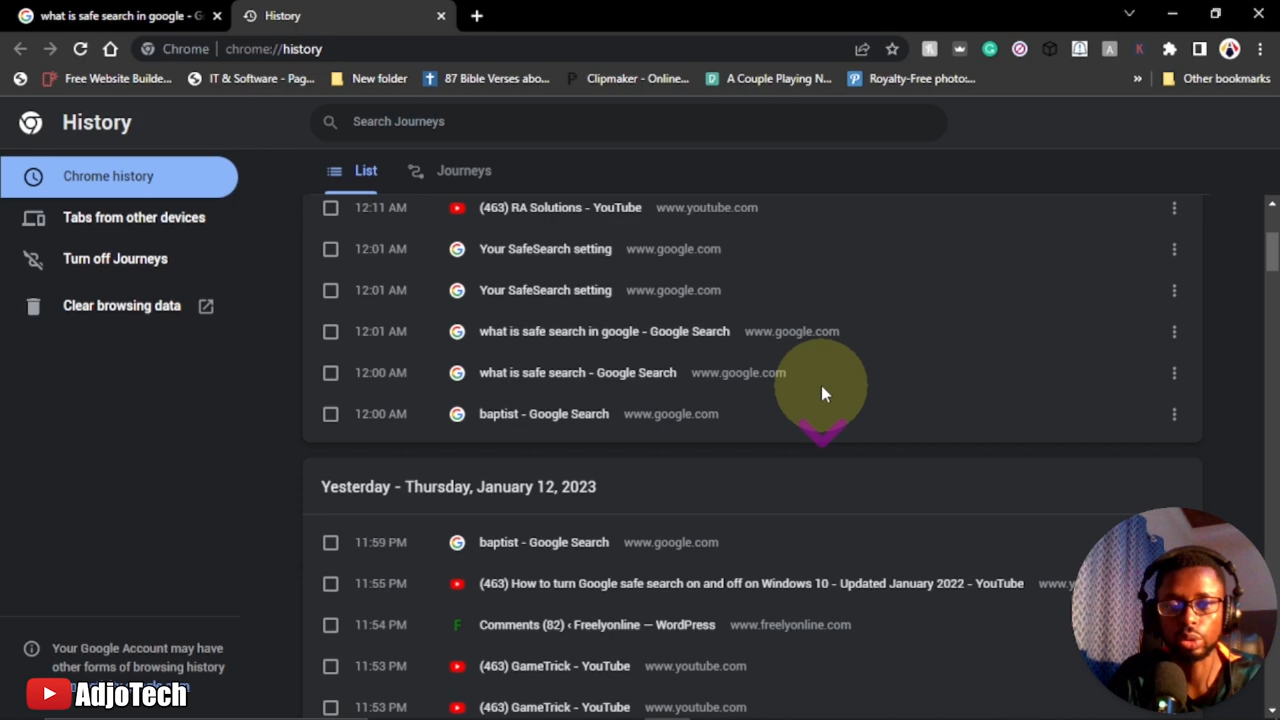 what is safe search in google - G
History
Chrome
chrome://history
Free Website Builde...
IT & Software - Pag...
New folder
87 Bible Verses abo...
Clipmaker - Online...
A Couple Playing N...
Royalty-Free photo:...
»
Other bookmarks
History
Search Journeys
List
Journeys
Chrome history
Tabs from other devices
Turn off Journeys
Clear browsing data
12:11 AM (463) RA Solutions - YouTube www.youtube.com
12:01 AM Your SafeSearch setting www.google.com
12:01 AM Your SafeSearch setting www.google.com
12:01 AM what is safe search in google - Google Search www.google.com
12:00 AM what is safe search - Google Search www.google.com
12:00 AM baptist - Google Search www.google.com
Yesterday - Thursday, January 12, 2023
11:59 PM baptist - Google Search www.google.com
11:55 PM (463) How to turn Google safe search on and off on Windows 10 - Updated January 2022 - YouTube
11:54 PM Comments (82) ‹ Freelyonline — WordPress www.freelyonline.com
11:53 PM (463) GameTrick - YouTube www.youtube.com
11:53 PM (463) GameTrick - YouTube www.youtube.com
Your Google Account may have
other forms of browsing history
AdjoTech